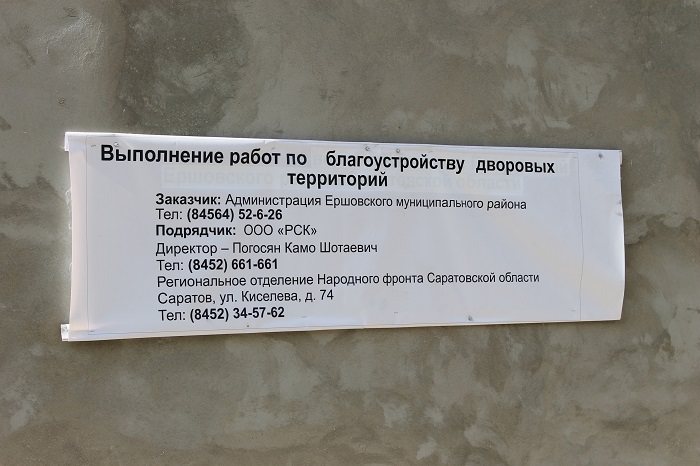 Выполнение работ по благоустройству дворовых
территорий
Заказчик: Администрация Ершовского муниципального района
Тел: (84564) 52-6-26
Подрядчик: ООО «РСК»
Директор – Погосян Камо Шотаевич
Тел: (8452) 661-661
Региональное отделение Народного фронта Саратовской области
Саратов, ул. Киселева, д. 74
Тел: (8452) 34-57-62